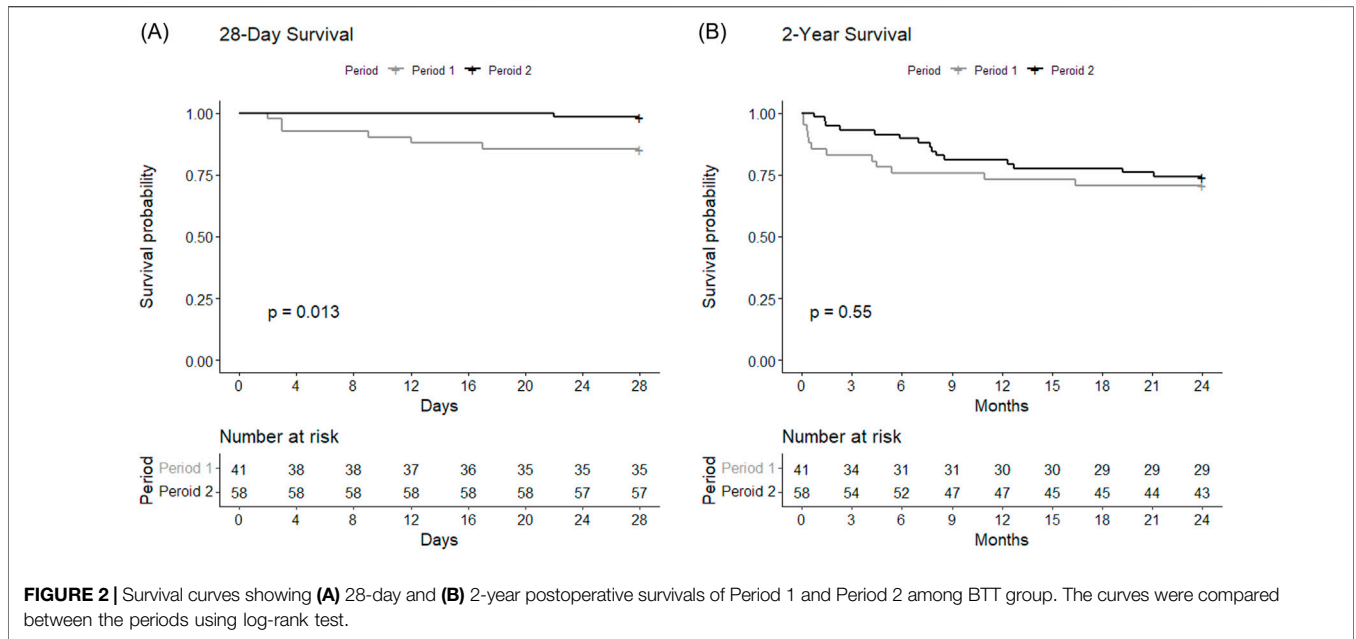 (A) 28-Day Survival
Period Period 1 Peroid 2
Survival probability
1.00
0.75
0.50
0.25
0.00
p = 0.013
0 4 8 12 16 20 24 28
Days
Number at risk
Period
Period 1 41 38 38 37 36 35 35 35
Peroid 2 58 58 58 58 58 58 57 57
0 4 8 12 16 20 24 28
Days
(B) 2-Year Survival
Period Period 1 Peroid 2
Survival probability
1.00
0.75
0.50
0.25
0.00
p = 0.55
0 3 6 9 12 15 18 21 24
Months
Number at risk
Period
Period 1 41 34 31 31 30 30 29 29 29
Peroid 2 58 54 52 47 47 45 45 44 43
0 3 6 9 12 15 18 21 24
Months
FIGURE 2 | Survival curves showing (A) 28-day and (B) 2-year postoperative survivals of Period 1 and Period 2 among BTT group. The curves were compared
between the periods using log-rank test.